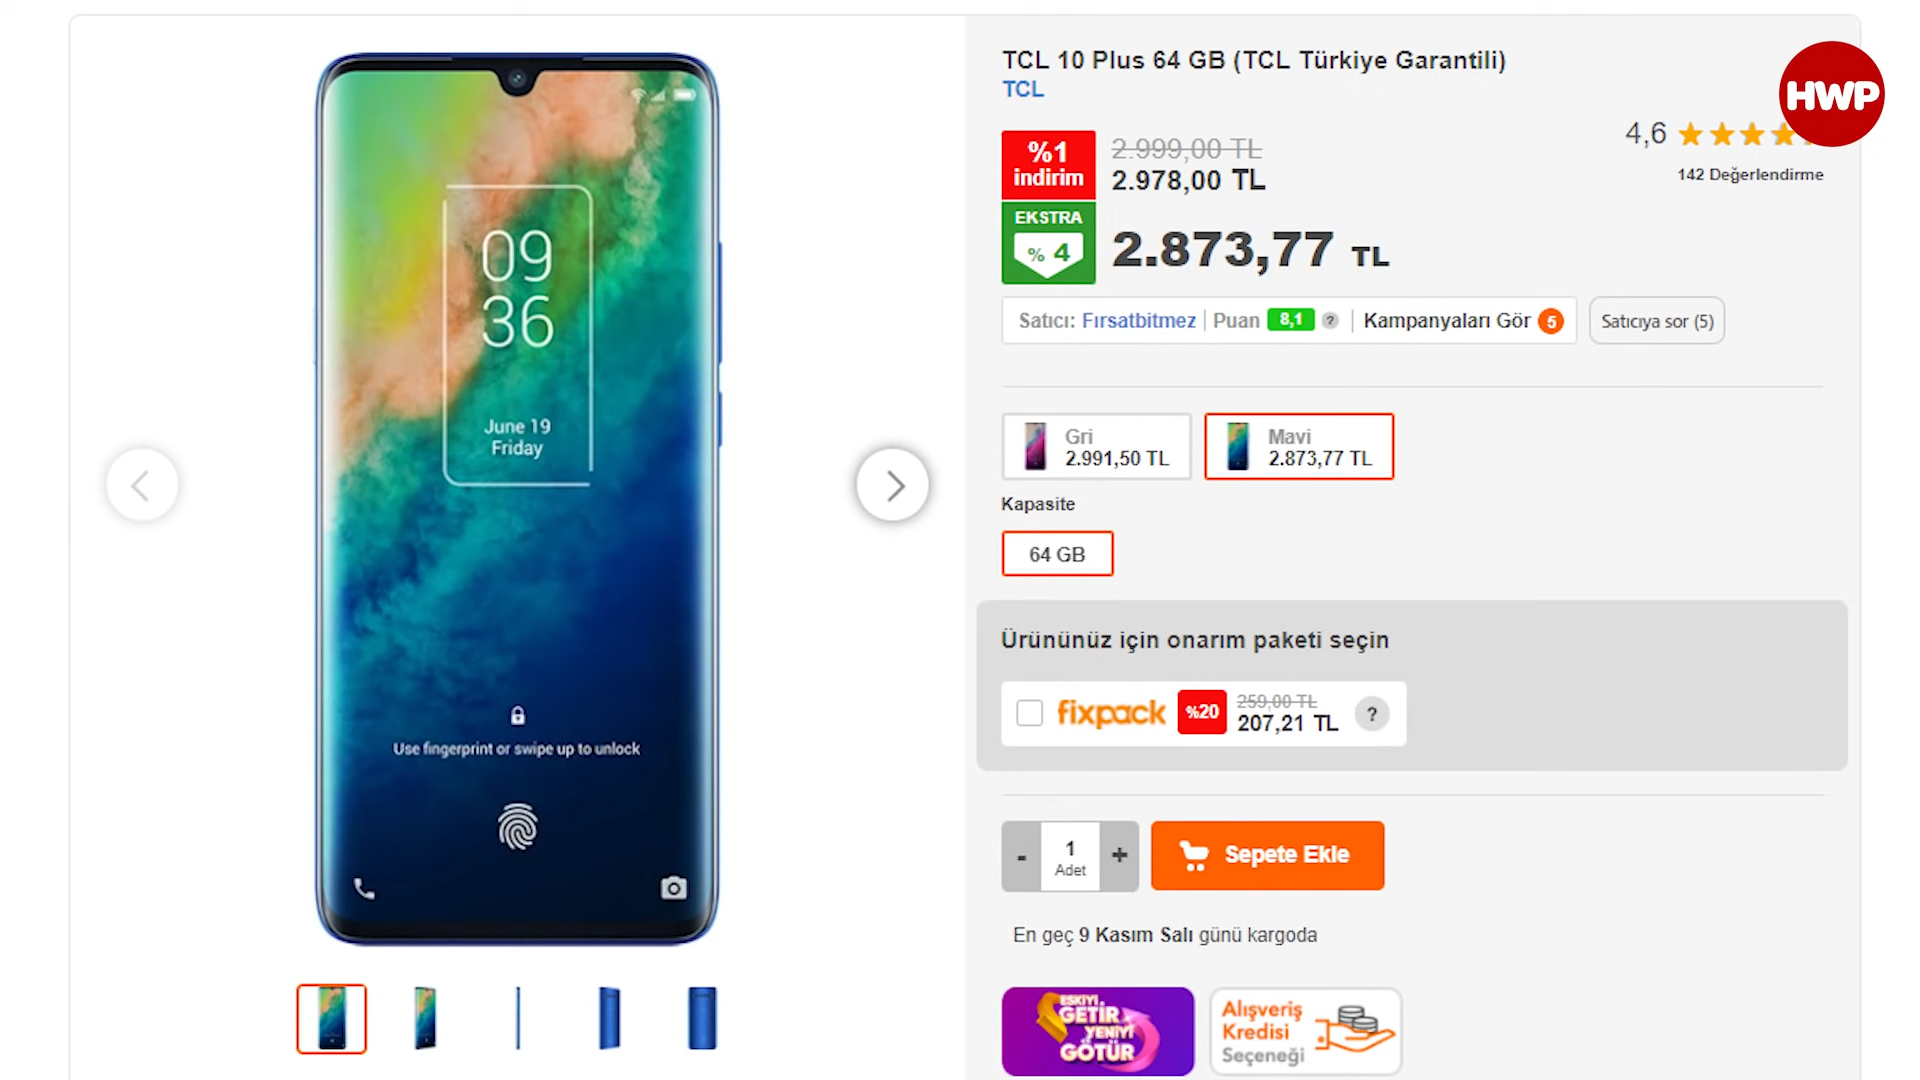 09
36
June 19
Friday
Use fingerprint or swipe up to unlock
TCL 10 Plus 64 GB (TCL Türkiye Garantili)
TCL
HWP
4,6
142 Değerlendirme
%1
indirim
2.999,00 TL
2.978,00 TL
EKSTRA
% 4
2.873,77 TL
Satıcı: Fırsatbitmez | Puan 8,1 ? | Kampanyaları Gör 5
Satıcıya sor (5)
Gri
2.991,50 TL
Mavi
2.873,77 TL
Kapasite
64 GB
Ürününüz için onarım paketi seçin
fixpack %20 259,00 TL
207,21 TL ?
- 1 +
Adet
Sepete Ekle
En geç 9 Kasım Salı günü kargoda
ESKİYİ
GETİR
YENİYİ
GÖTÜR
Alışveriş
Kredisi
Seçeneği